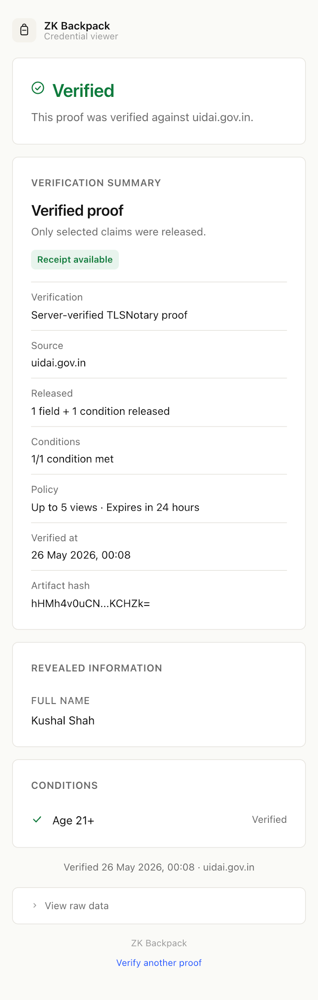 ZK Backpack
Credential viewer
Verified
This proof was verified against uidai.gov.in.
VERIFICATION SUMMARY
Verified proof
Only selected claims were released.
Receipt available
Verification
Server-verified TLSNotary proof
Source
uidai.gov.in
Released
1 field + 1 condition released
Conditions
1/1 condition met
Policy
Up to 5 views · Expires in 24 hours
Verified at
26 May 2026, 00:08
Artifact hash
hHMh4v0uCN...KCHZk=
REVEALED INFORMATION
FULL NAME
Kushal Shah
CONDITIONS
Age 21+
Verified
Verified 26 May 2026, 00:08 · uidai.gov.in
View raw data
ZK Backpack
Verify another proof